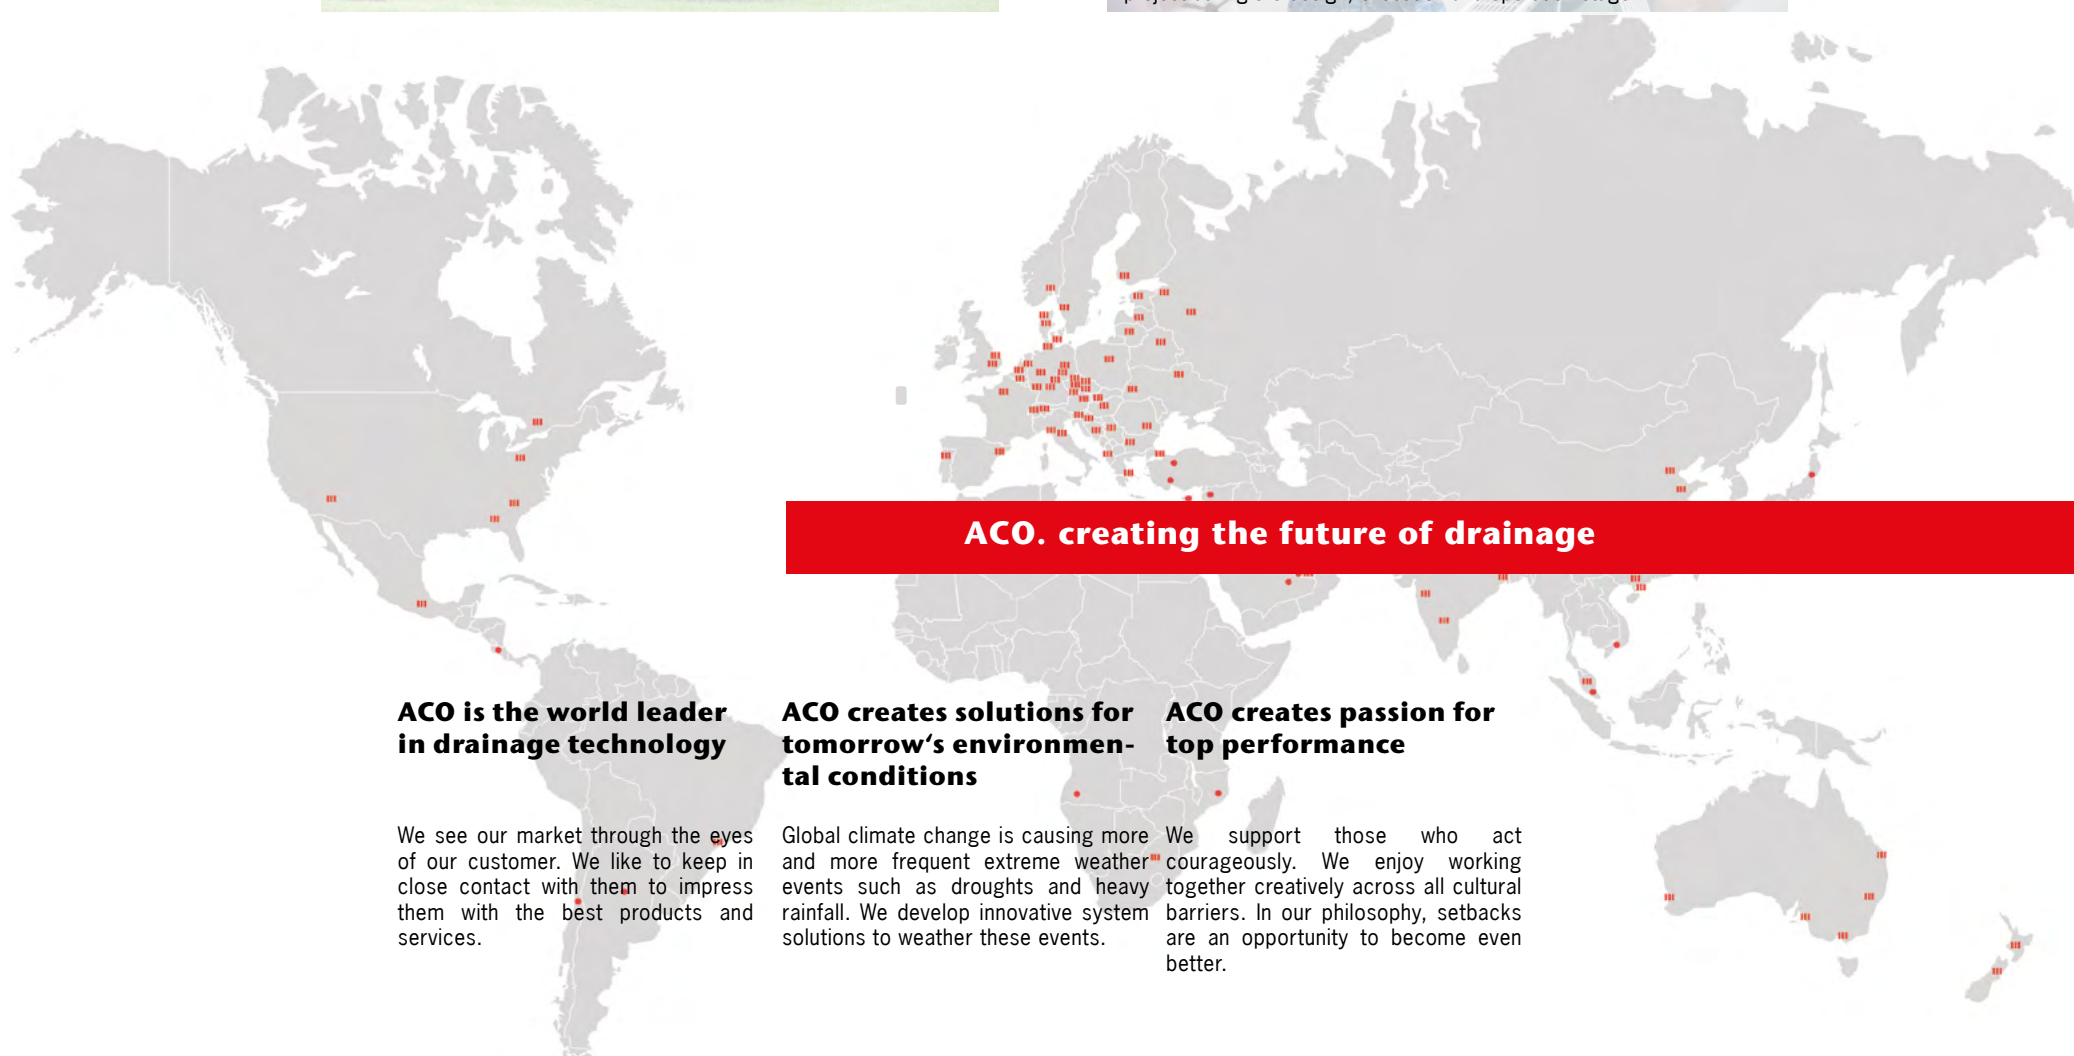 ACO. creating the future of drainage
ACO is the world leader
in drainage technology
We see our market through the eyes
of our customer. We like to keep in
close contact with them to impress
them with the best products and
services.
ACO creates solutions for
tomorrow‘s environmen-
tal conditions
Global climate change is causing more
and more frequent extreme weather
events such as droughts and heavy
rainfall. We develop innovative system
solutions to weather these events.
ACO creates passion for
top performance
We support those who act
courageously. We enjoy working
together creatively across all cultural
barriers. In our philosophy, setbacks
are an opportunity to become even
better.